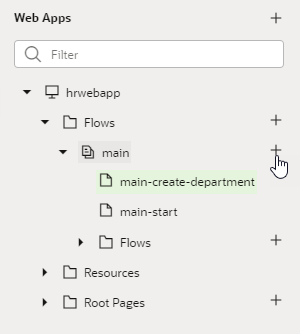 Web Apps
Filter
hrwebapp
Flows
main
main-create-department
main-start
Flows
Resources
Root Pages